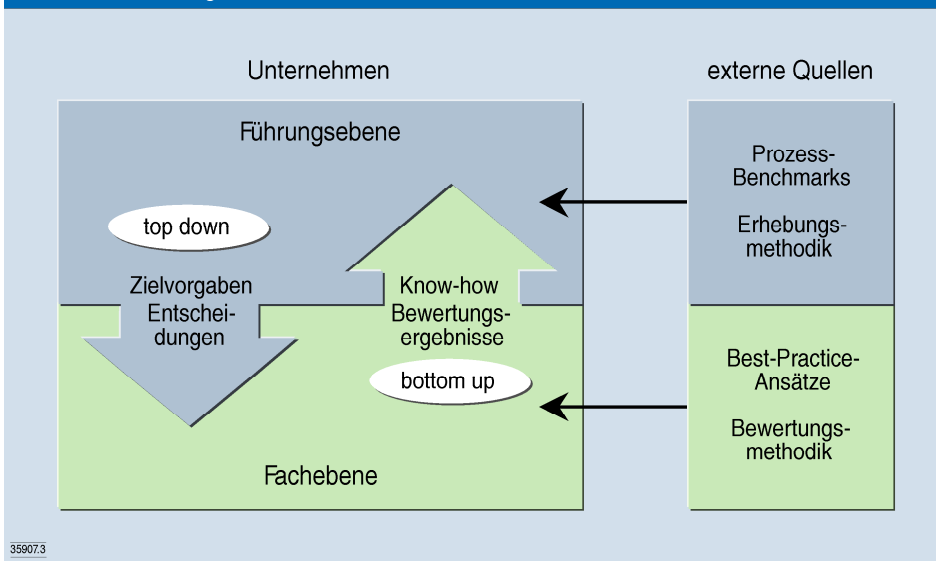 Unternehmen
externe Quellen
Führungsebene
top down
Zielvorgaben
Entschei-
dungen
Know-how
Bewertungs-
ergebnisse
bottom up
Fachebene
Prozess-
Benchmarks
Erhebungs-
methodik
Best-Practice-
Ansätze
Bewertungs-
methodik
35907.3